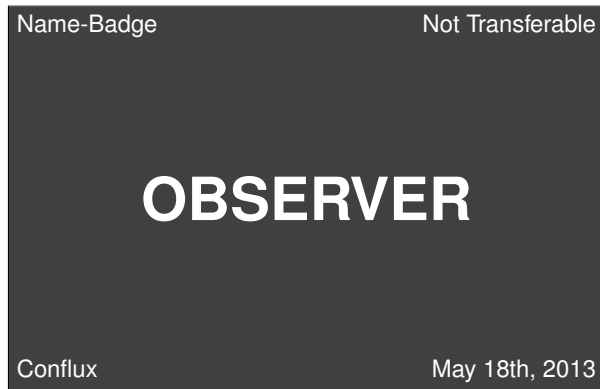 Name-Badge Not Transferable
OBSERVER
Conflux May 18th, 2013